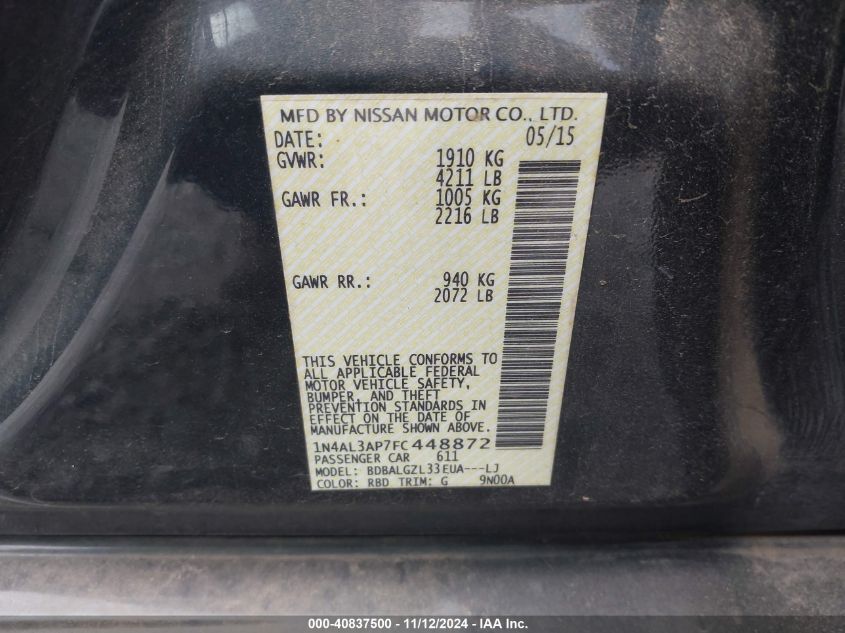 MFD BY NISSAN MOTOR CO., LTD.
DATE: 05/15
GVWR: 1910 KG
4211 LB
GAWR FR.: 1005 KG
2216 LB
GAWR RR.: 940 KG
2072 LB
THIS VEHICLE CONFORMS TO
ALL APPLICABLE FEDERAL
MOTOR VEHICLE SAFETY,
BUMPER, AND THEFT
PREVENTION STANDARDS IN
EFFECT ON THE DATE OF
MANUFACTURE SHOWN ABOVE.
1N4AL3AP7FC448872
PASSENGER CAR 611
MODEL: BDBALGZL33EUA---LJ
COLOR: RBD TRIM: G 9N00A
000-40837500 - 11/12/2024 - IAA Inc.